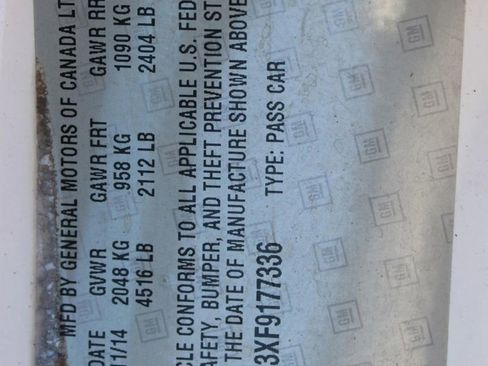 MFD BY GENERAL MOTORS OF CANADA LT
DATE GVWR GAWR FRT GAWR RR
11/14 2048 KG 958 KG 1090 KG
4516 LB 2112 LB 2404 LB
CLE CONFORMS TO ALL APPLICABLE U.S. FED
AFETY, BUMPER, AND THEFT PREVENTION ST
THE DATE OF MANUFACTURE SHOWN ABOVE
3XF9177336 TYPE: PASS CAR